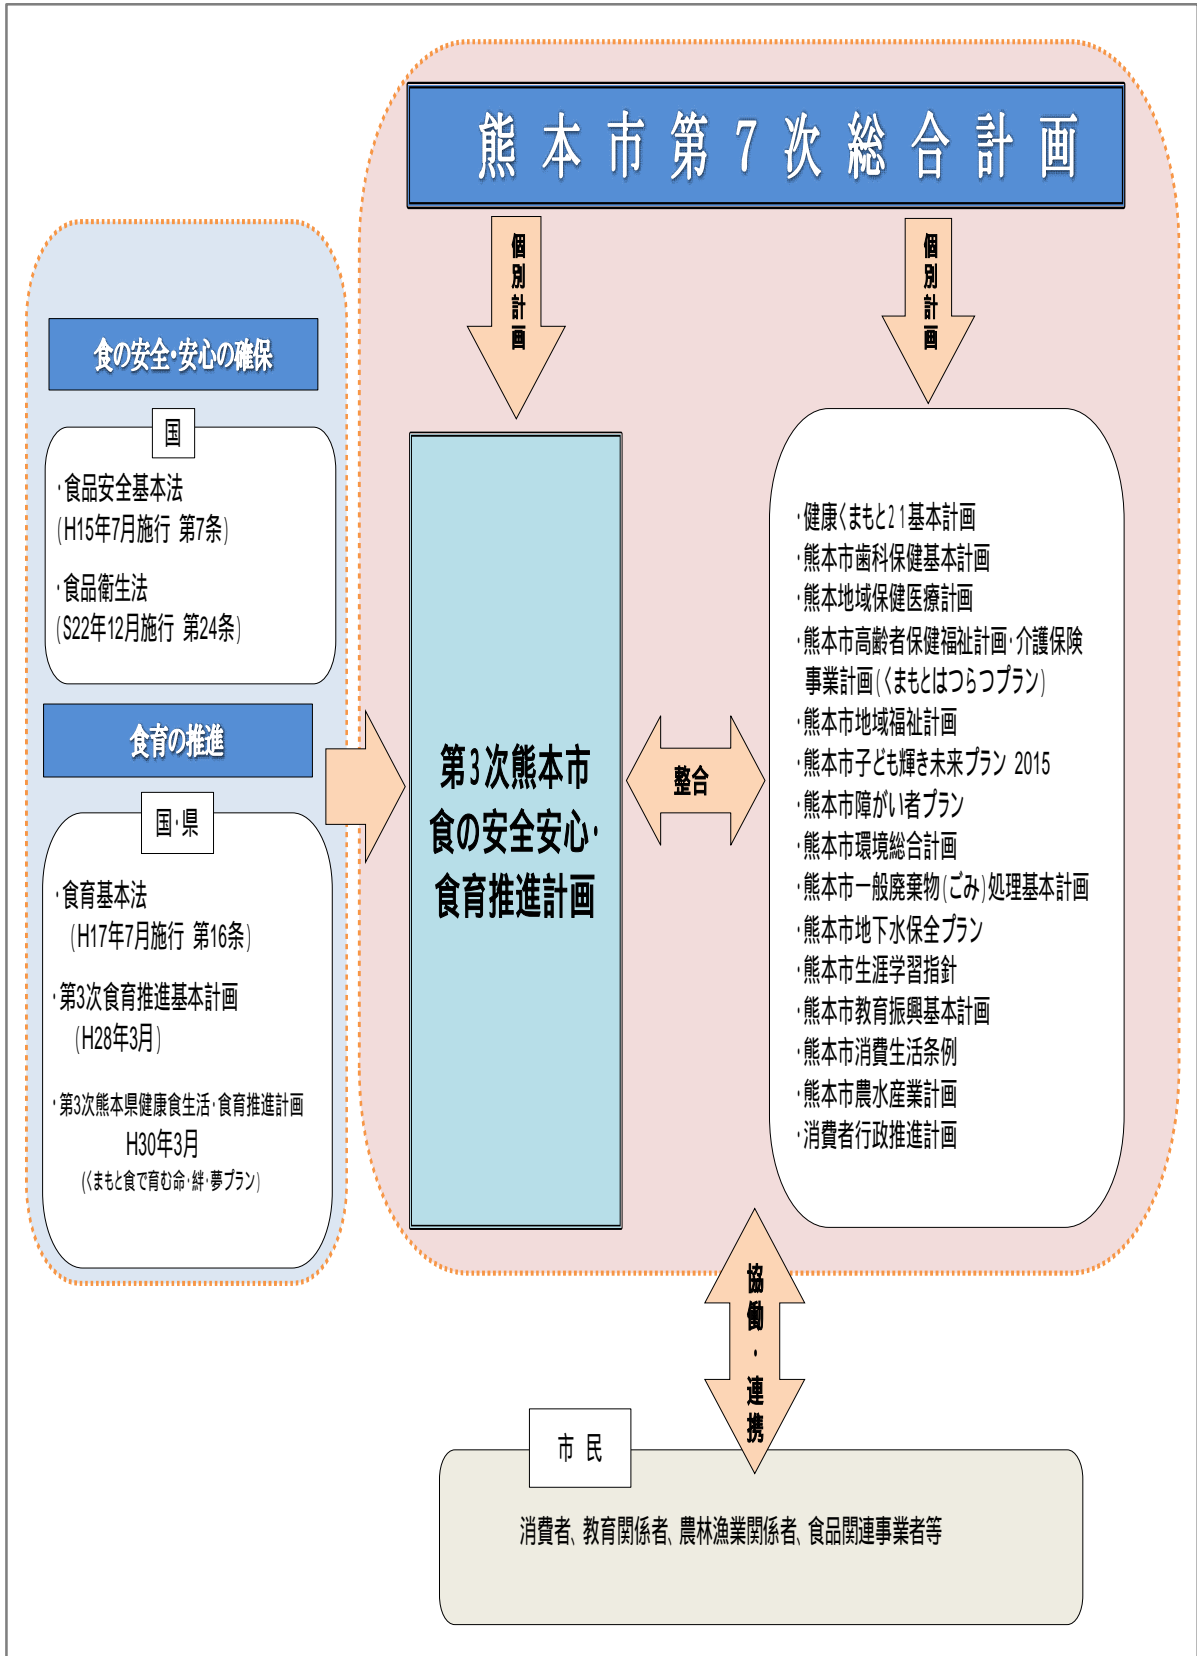 熊本市第７次総合計画
個別計画
個別計画
食の安全・安心の確保
国
・食品安全基本法
(H15年7月施行 第7条)
・食品衛生法
(S22年12月施行 第24条)
食育の推進
国・県
・食育基本法
(H17年7月施行 第16条)
・第3次食育推進基本計画
(H28年3月)
・第3次熊本県健康食生活・食育推進計画
H30年3月
(くまもと食で育む命・絆・夢プラン)
第3次熊本市
食の安全安心・
食育推進計画
整合
・健康くまもと21基本計画
・熊本市歯科保健基本計画
・熊本地域保健医療計画
・熊本市高齢者保健福祉計画・介護保険
事業計画(くまもとはつらつプラン)
・熊本市地域福祉計画
・熊本市子ども輝き未来プラン 2015
・熊本市障がい者プラン
・熊本市環境総合計画
・熊本市一般廃棄物(ごみ)処理基本計画
・熊本市地下水保全プラン
・熊本市生涯学習指針
・熊本市教育振興基本計画
・熊本市消費生活条例
・熊本市農水産業計画
・消費者行政推進計画
協働・連携
市 民
消費者、教育関係者、農林漁業関係者、食品関連事業者等